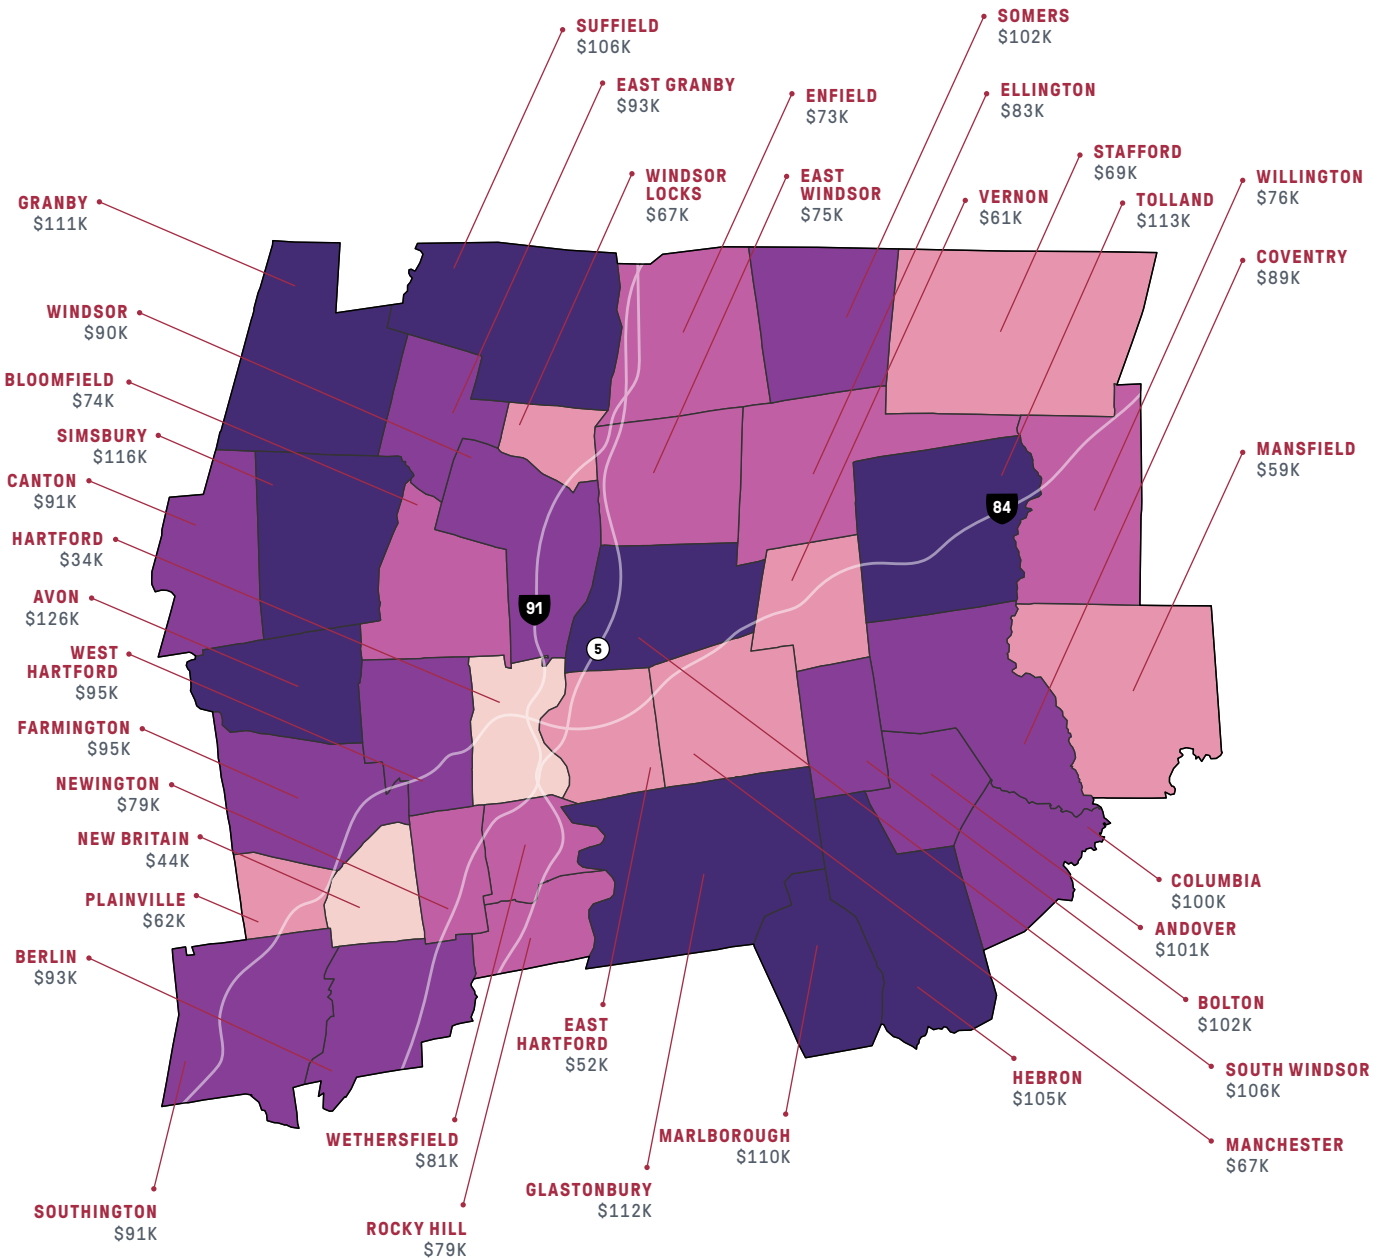 SOMERS
$102K
SUFFIELD
$106K
EAST GRANBY
$93K
ENFIELD
$73K
ELLINGTON
$83K
STAFFORD
$69K
WINDSOR
LOCKS
$67K
EAST
WINDSOR
$75K
VERNON
$61K
TOLLAND
$113K
WILLINGTON
$76K
GRANBY
$111K
COVENTRY
$89K
WINDSOR
$90K
BLOOMFIELD
$74K
SIMSBURY
$116K
MANSFIELD
$59K
CANTON
$91K
84
HARTFORD
$34K
AVON
$126K
91
5
WEST
HARTFORD
$95K
FARMINGTON
$95K
NEWINGTON
$79K
NEW BRITAIN
$44K
PLAINVILLE
$62K
COLUMBIA
$100K
ANDOVER
$101K
BERLIN
$93K
BOLTON
$102K
EAST
HARTFORD
$52K
SOUTH WINDSOR
$106K
HEBRON
$105K
WETHERSFIELD
$81K
MARLBOROUGH
$110K
MANCHESTER
$67K
GLASTONBURY
$112K
SOUTHINGTON
$91K
ROCKY HILL
$79K